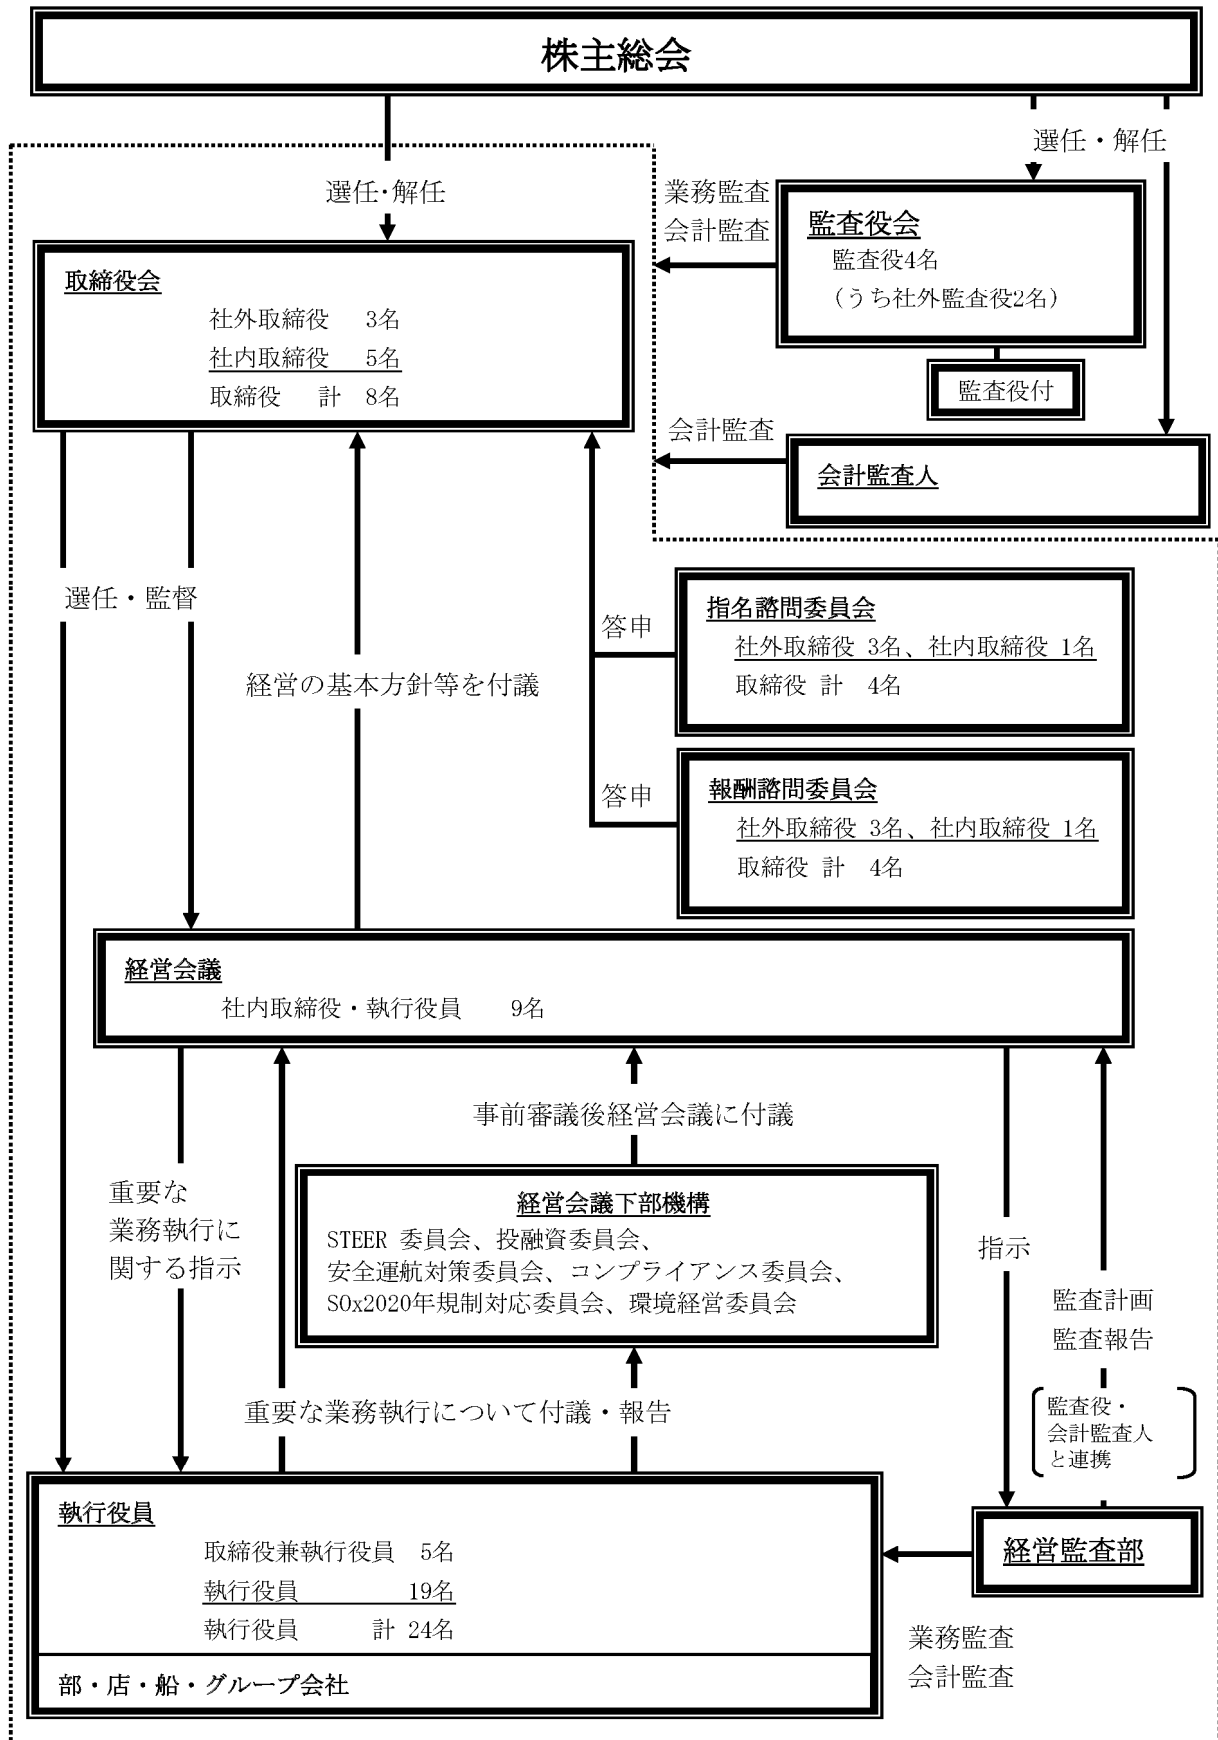 株主総会
選任・解任
選任・解任
業務監査
会計監査
監査役会
監査役4名
（うち社外監査役2名）
監査役付
取締役会
社外取締役 3名
社内取締役 5名
取締役 計 8名
会計監査
会計監査人
選任・監督
経営の基本方針等を付議
答申
指名諮問委員会
社外取締役 3名、社内取締役 1名
取締役 計 4名
答申
報酬諮問委員会
社外取締役 3名、社内取締役 1名
取締役 計 4名
経営会議
社内取締役・執行役員 9名
事前審議後経営会議に付議
重要な
業務執行に
関する指示
経営会議下部機構
STEER 委員会、投融資委員会、
安全運航対策委員会、コンプライアンス委員会、
SOx2020年規制対応委員会、環境経営委員会
指示
監査計画
監査報告
監査役・
会計監査人
と連携
重要な業務執行について付議・報告
執行役員
取締役兼執行役員 5名
執行役員 19名
執行役員 計 24名
部・店・船・グループ会社
経営監査部
業務監査
会計監査